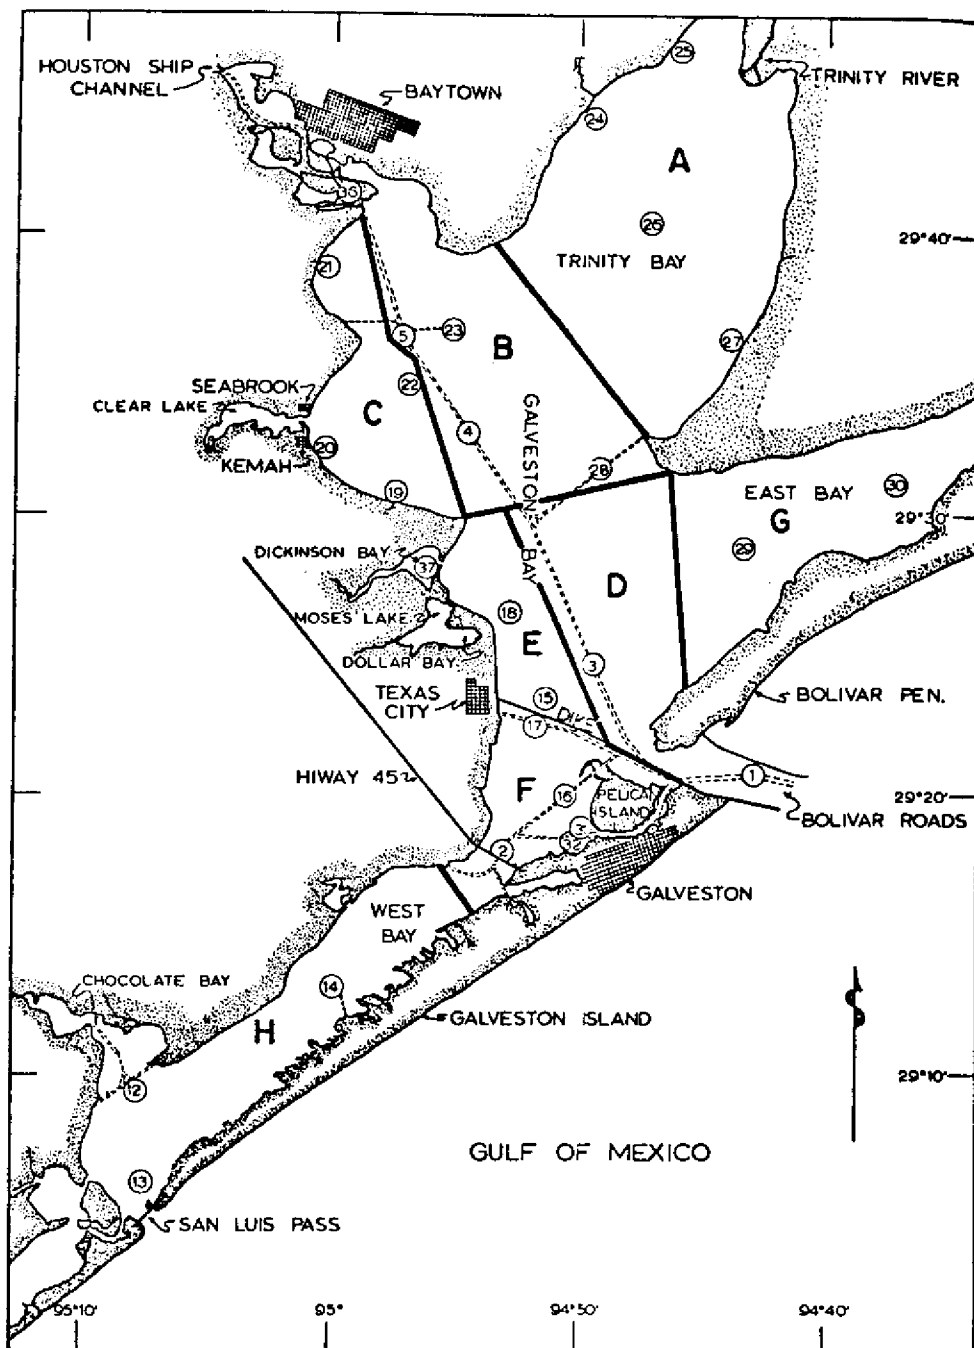 HOUSTON SHIP
CHANNEL
BAYTOWN
25
TRINITY RIVER
24
A
26
TRINITY BAY
29°40'
21
5
23
B
27
22
SEABROOK
CLEAR LAKE
C
4
GALVESTON
BAY
20
KEMAH
28
19
EAST BAY
30
G
29°30'
29
DICKINSON BAY
37
MOSES LAKE
18
E
D
DOLLAR BAY
3
TEXAS
CITY
15
DIKE
17
BOLIVAR PEN.
HIWAY 45
F
1
16
PELICAN
ISLAND
29°20'
BOLIVAR ROADS
2
32
GALVESTON
WEST
BAY
CHOCOLATE BAY
14
GALVESTON ISLAND
H
12
29°10'
GULF OF MEXICO
13
SAN LUIS PASS
95°10'
95°
94°50'
94°40'